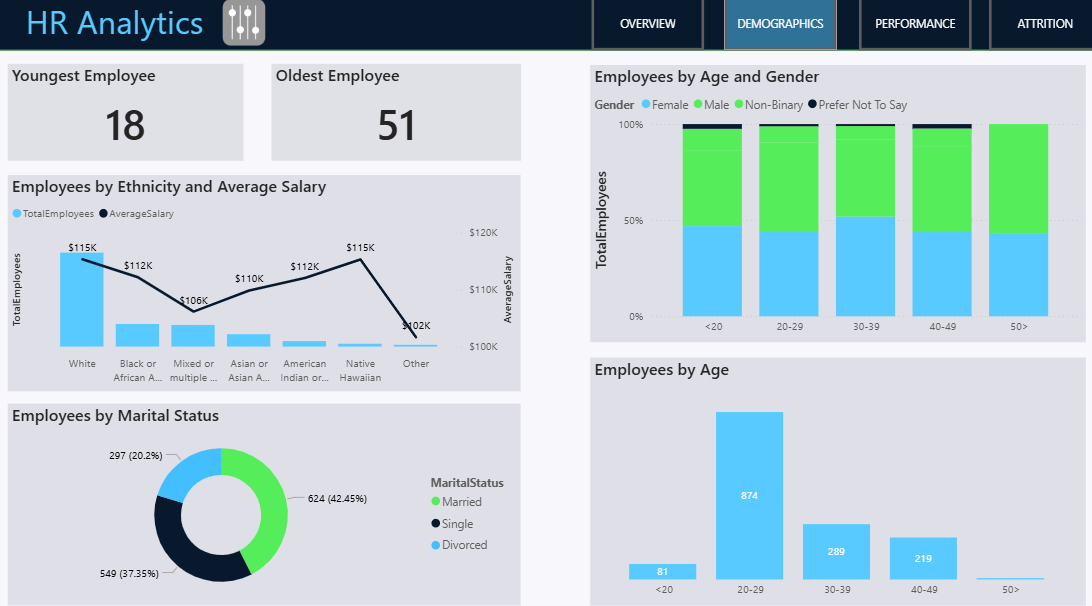 HR Analytics
OVERVIEW
DEMOGRAPHICS
PERFORMANCE
ATTRITION
Youngest Employee
18
Oldest Employee
51
Employees by Ethnicity and Average Salary
TotalEmployees AverageSalary
TotalEmployees
$115K
$112K
$106K
$110K
$112K
$115K
$102K
$120K
$110K
$100K
AverageSalary
White
Black or
African A...
Mixed or
multiple ...
Asian or
Asian A...
American
Indian or...
Native
Hawaiian
Other
Employees by Marital Status
297 (20.2%)
624 (42.45%)
549 (37.35%)
MaritalStatus
Married
Single
Divorced
Employees by Age and Gender
Gender Female Male Non-Binary Prefer Not To Say
TotalEmployees
100%
50%
0%
<20
20-29
30-39
40-49
50>
Employees by Age
81
874
289
219
<20
20-29
30-39
40-49
50>